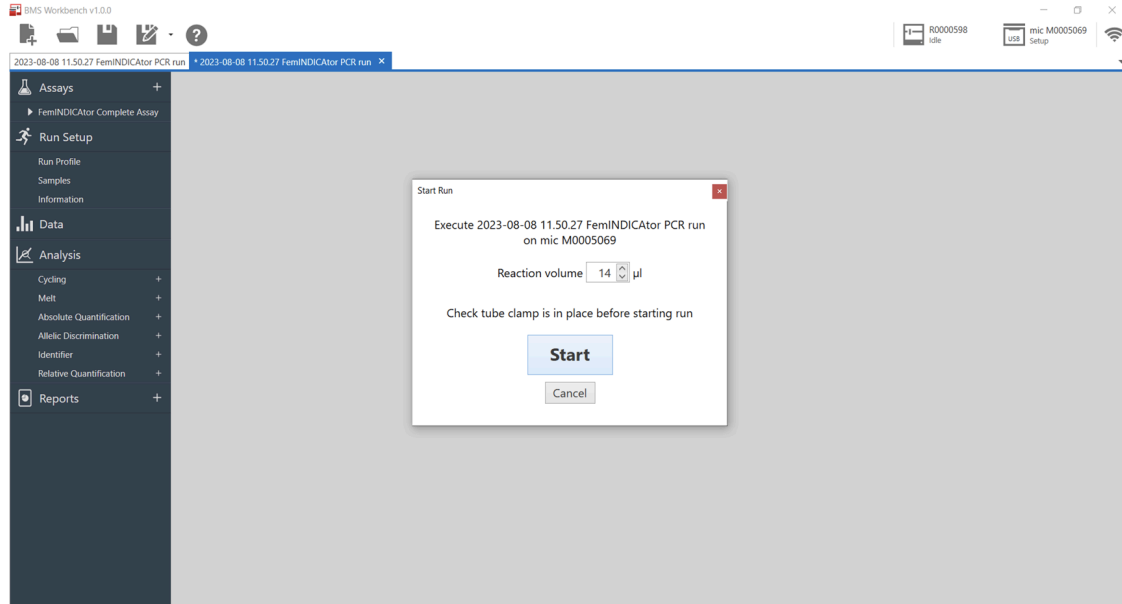 BMS Workbench v1.0.0
R0000598
Idle
USB
mic M0005069
Setup
2023-08-08 11.50.27 FemINDICAtor PCR run
* 2023-08-08 11.50.27 FemINDICAtor PCR run ×
Assays +
FemINDICAtor Complete Assay
Run Setup
Run Profile
Samples
Information
Data
Analysis
Cycling +
Melt +
Absolute Quantification +
Allelic Discrimination +
Identifier +
Relative Quantification +
Reports +
Start Run
Execute 2023-08-08 11.50.27 FemINDICAtor PCR run
on mic M0005069
Reaction volume 14 µl
Check tube clamp is in place before starting run
Start
Cancel